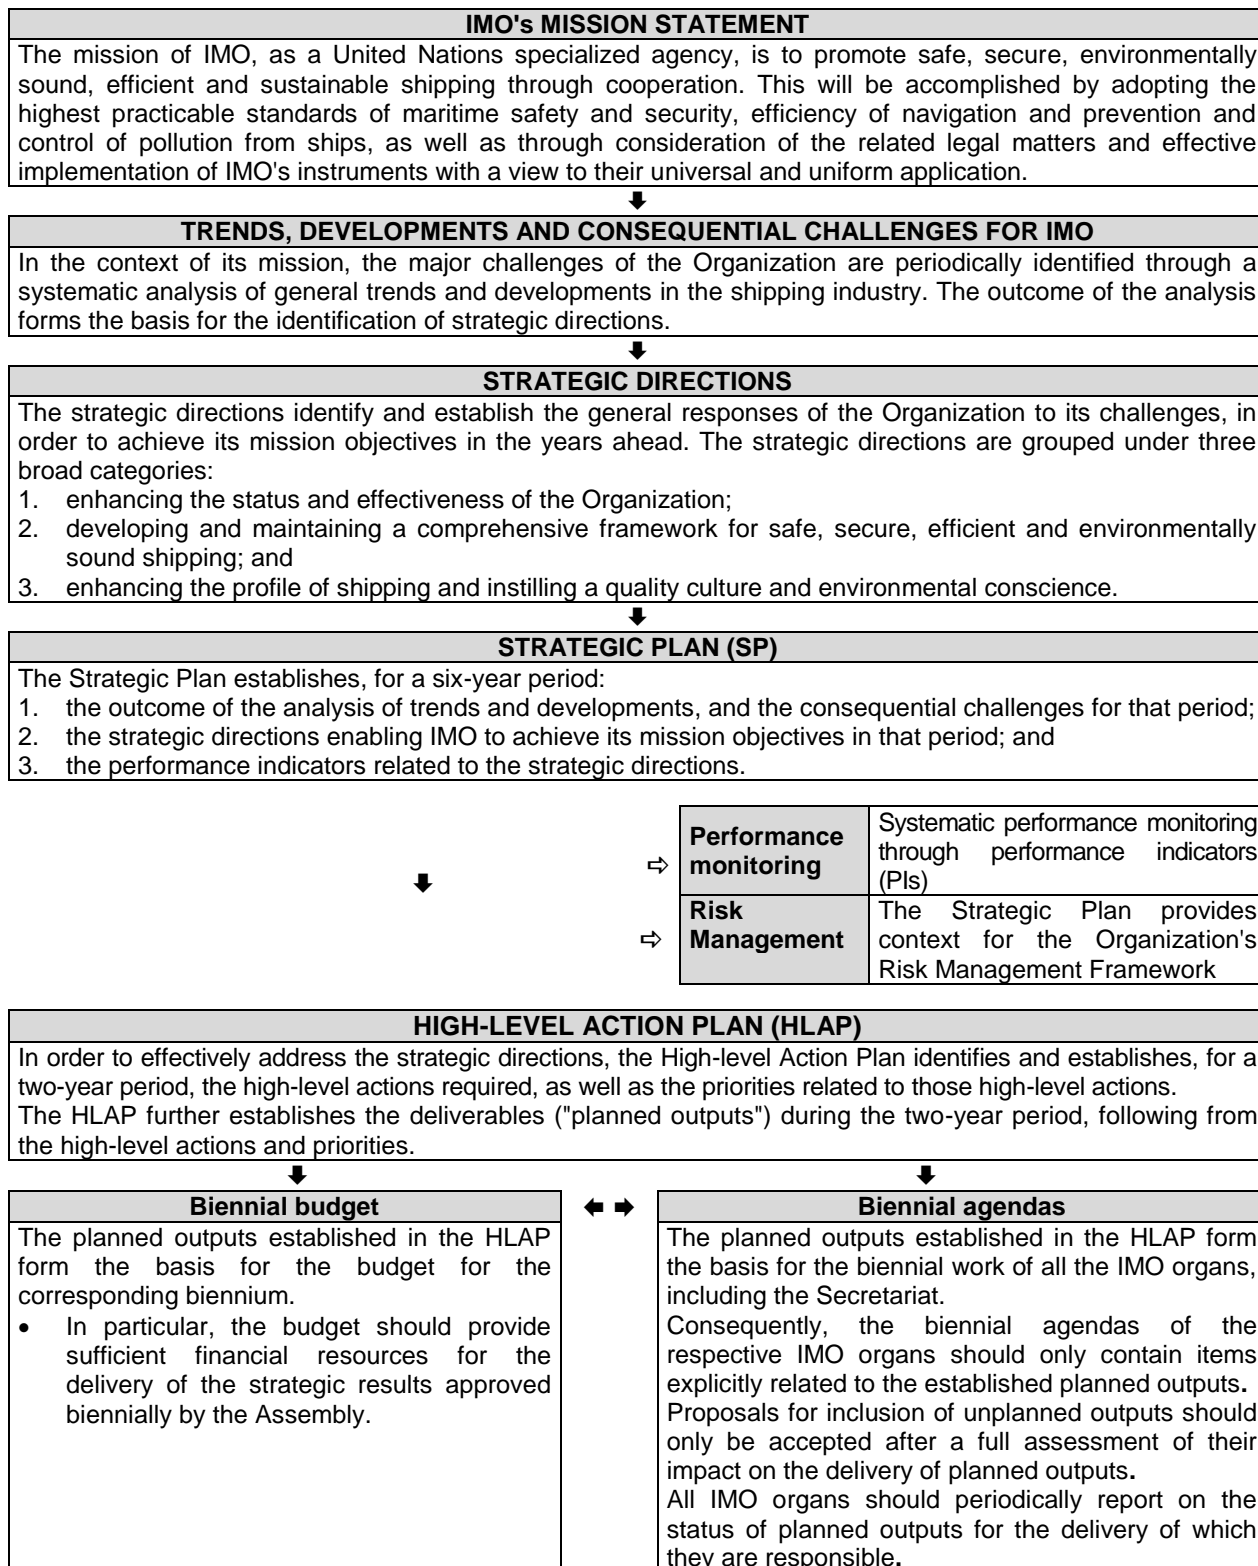 IMO's MISSION STATEMENT
The mission of IMO, as a United Nations specialized agency, is to promote safe, secure, environmentally
sound, efficient and sustainable shipping through cooperation. This will be accomplished by adopting the
highest practicable standards of maritime safety and security, efficiency of navigation and prevention and
control of pollution from ships, as well as through consideration of the related legal matters and effective
implementation of IMO's instruments with a view to their universal and uniform application.
TRENDS, DEVELOPMENTS AND CONSEQUENTIAL CHALLENGES FOR IMO
In the context of its mission, the major challenges of the Organization are periodically identified through a
systematic analysis of general trends and developments in the shipping industry. The outcome of the analysis
forms the basis for the identification of strategic directions.
STRATEGIC DIRECTIONS
The strategic directions identify and establish the general responses of the Organization to its challenges, in
order to achieve its mission objectives in the years ahead. The strategic directions are grouped under three
broad categories:
1. enhancing the status and effectiveness of the Organization;
2. developing and maintaining a comprehensive framework for safe, secure, efficient and environmentally
sound shipping; and
3. enhancing the profile of shipping and instilling a quality culture and environmental conscience.
STRATEGIC PLAN (SP)
The Strategic Plan establishes, for a six-year period:
1. the outcome of the analysis of trends and developments, and the consequential challenges for that period;
2. the strategic directions enabling IMO to achieve its mission objectives in that period; and
3. the performance indicators related to the strategic directions.
Performance
monitoring
Systematic performance monitoring
through performance indicators
(PIs)
Risk
Management
The Strategic Plan provides
context for the Organization's
Risk Management Framework
HIGH-LEVEL ACTION PLAN (HLAP)
In order to effectively address the strategic directions, the High-level Action Plan identifies and establishes, for a
two-year period, the high-level actions required, as well as the priorities related to those high-level actions.
The HLAP further establishes the deliverables ("planned outputs") during the two-year period, following from
the high-level actions and priorities.
Biennial budget
The planned outputs established in the HLAP
form the basis for the budget for the
corresponding biennium.
• In particular, the budget should provide
sufficient financial resources for the
delivery of the strategic results approved
biennially by the Assembly.
Biennial agendas
The planned outputs established in the HLAP form
the basis for the biennial work of all the IMO organs,
including the Secretariat.
Consequently, the biennial agendas of the
respective IMO organs should only contain items
explicitly related to the established planned outputs.
Proposals for inclusion of unplanned outputs should
only be accepted after a full assessment of their
impact on the delivery of planned outputs.
All IMO organs should periodically report on the
status of planned outputs for the delivery of which
they are responsible.